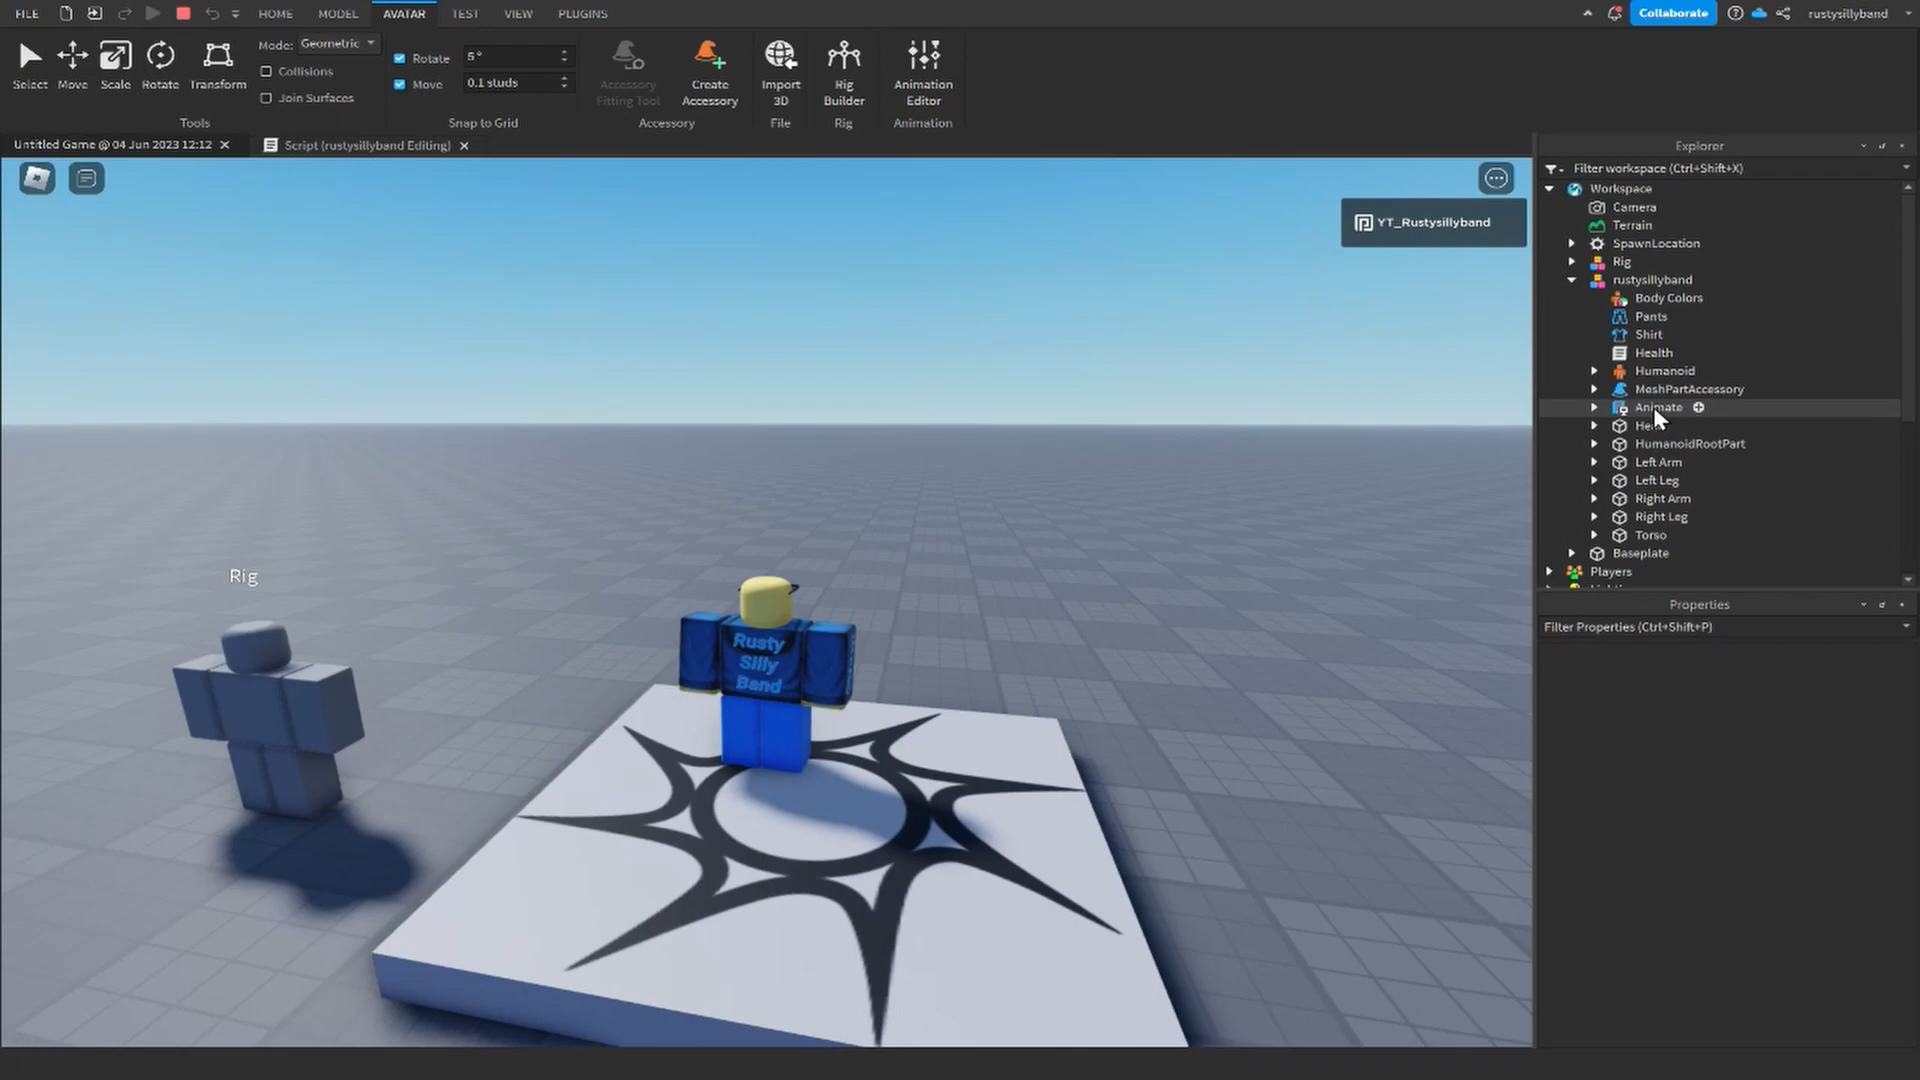 FILE HOME MODEL AVATAR TEST VIEW PLUGINS Collaborate rustysillyband
Select Move Scale Rotate Transform
Mode: Geometric
Collisions
Join Surfaces
Tools
Rotate 5°
Move 0.1 studs
Snap to Grid
Accessory
Fitting Tool
Create
Accessory
Accessory
Import
3D
File
Rig
Builder
Rig
Animation
Editor
Animation
Untitled Game @ 04 Jun 2023 12:12
Script (rustysillyband Editing)
YT_Rustysillyband
Rig
Rusty
Silly
Band
Explorer
Filter workspace (Ctrl+Shift+X)
Workspace
Camera
Terrain
SpawnLocation
Rig
rustysillyband
Body Colors
Pants
Shirt
Health
Humanoid
MeshPartAccessory
Animate
HumanoidRootPart
Left Arm
Left Leg
Right Arm
Right Leg
Torso
Baseplate
Players
Properties
Filter Properties (Ctrl+Shift+P)